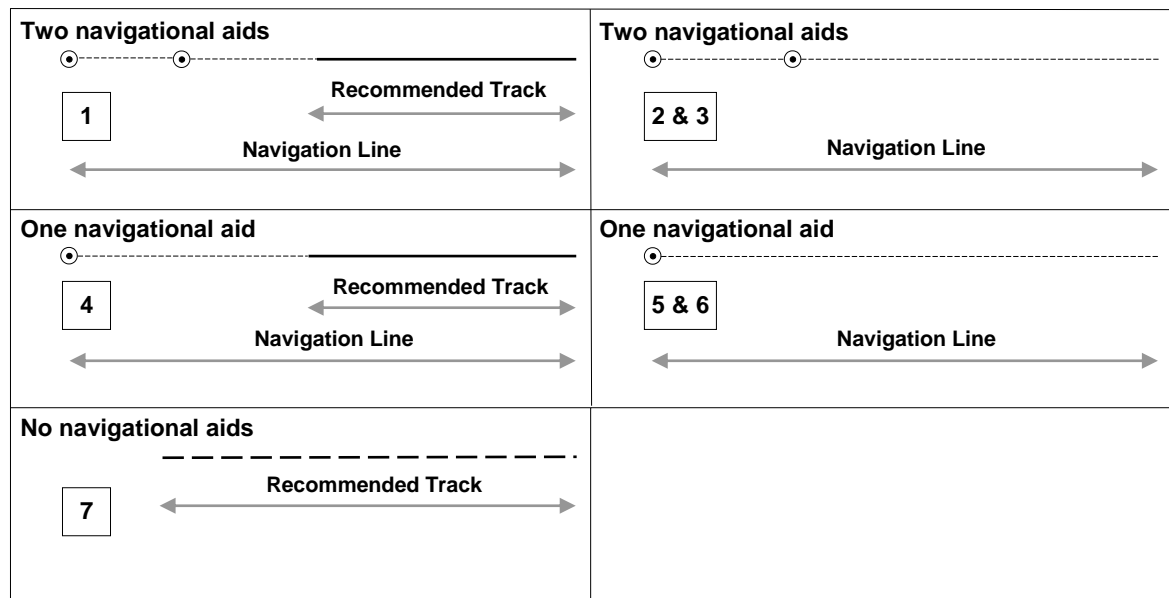 Two navigational aids
Recommended Track
1
Navigation Line
Two navigational aids
2 & 3
Navigation Line
One navigational aid
Recommended Track
4
Navigation Line
One navigational aid
5 & 6
Navigation Line
No navigational aids
Recommended Track
7